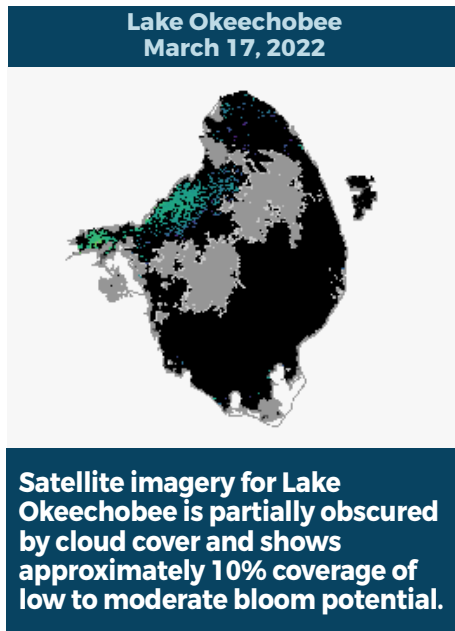 Lake Okeechobee
March 17, 2022
Satellite imagery for Lake
Okeechobee is partially obscured
by cloud cover and shows
approximately 10% coverage of
low to moderate bloom potential.